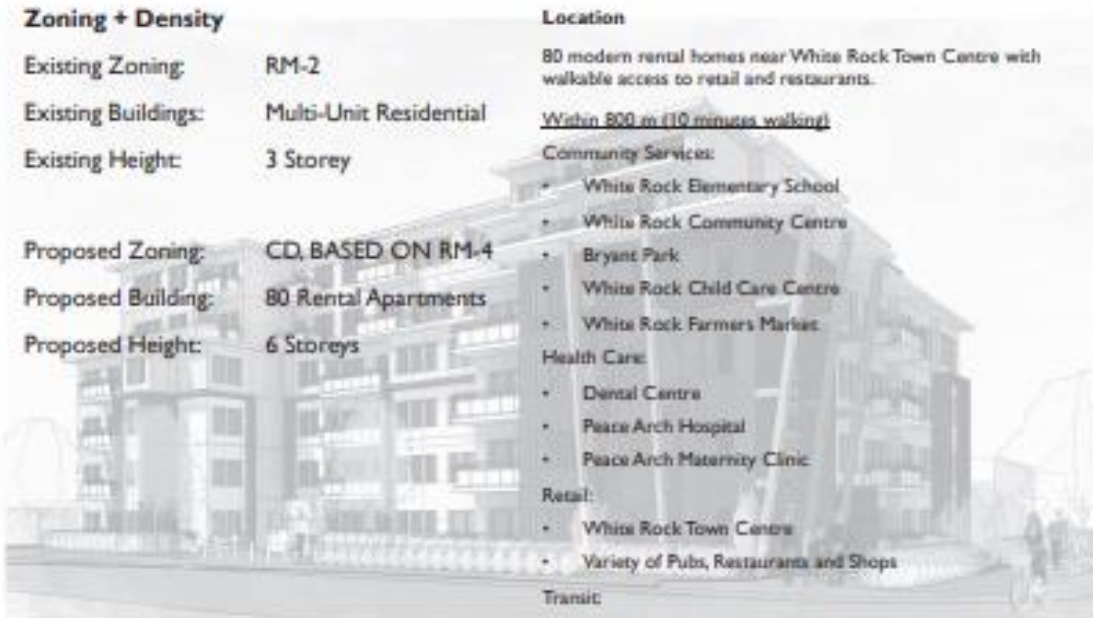 Zoning + Density
Existing Zoning: RM-2
Existing Buildings: Multi-Unit Residential
Existing Height: 3 Storey
Proposed Zoning: CD, BASED ON RM-4
Proposed Building: 80 Rental Apartments
Proposed Height: 6 Storeys
Location
80 modern rental homes near White Rock Town Centre with
walkable access to retail and restaurants.
Within 800 m (10 minutes walking)
Community Services:
• White Rock Elementary School
• White Rock Community Centre
• Bryant Park
• White Rock Child Care Centre
• White Rock Farmers Market
Health Care:
• Dental Centre
• Peace Arch Hospital
• Peace Arch Maternity Clinic
Retail:
• White Rock Town Centre
• Variety of Pubs, Restaurants and Shops
Transit: